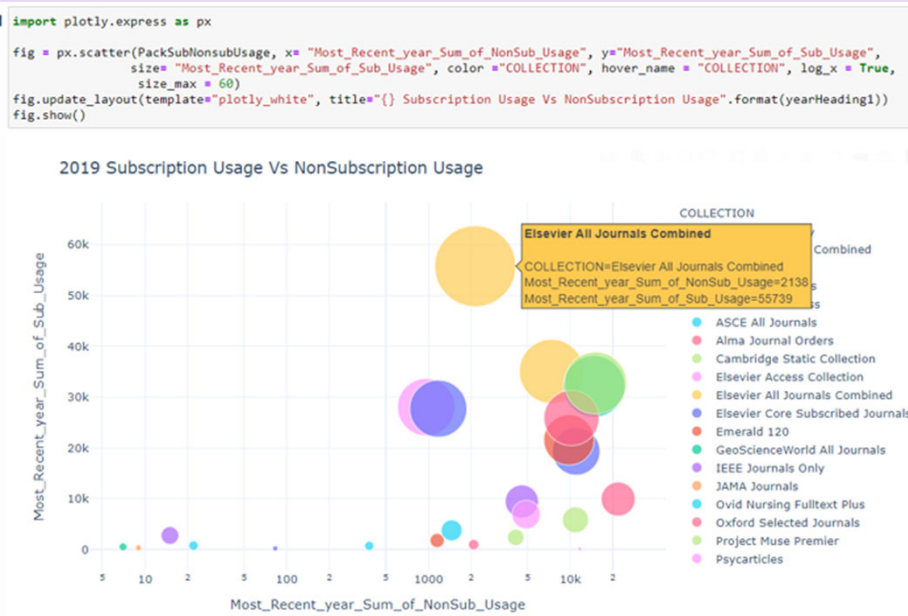 import plotly.express as px
fig = px.scatter(PackSubNonsubUsage, x= "Most_Recent_year_Sum_of_NonSub_Usage", y="Most_Recent_year_Sum_of_Sub_Usage",
size= "Most_Recent_year_Sum_of_Sub_Usage", color ="COLLECTION", hover_name = "COLLECTION", log_x = True,
size_max = 60)
fig.update_layout(template="plotly_white", title="{} Subscription Usage Vs NonSubscription Usage".format(yearHeading1))
fig.show()
2019 Subscription Usage Vs NonSubscription Usage
COLLECTION
Elsevier All Journals Combined
COLLECTION=Elsevier All Journals Combined
Most_Recent_year_Sum_of_NonSub_Usage=2138
Most_Recent_year_Sum_of_Sub_Usage=55739
Combined
ASCE All Journals
Alma Journal Orders
Cambridge Static Collection
Elsevier Access Collection
Elsevier All Journals Combined
Elsevier Core Subscribed Journals
Emerald 120
GeoScienceWorld All Journals
IEEE Journals Only
JAMA Journals
Ovid Nursing Fulltext Plus
Oxford Selected Journals
Project Muse Premier
Psycarticles
Most_Recent_year_Sum_of_Sub_Usage
60k
50k
40k
30k
20k
10k
0
5 10 2 5 100 2 5 1000 2 5 10k 2
Most_Recent_year_Sum_of_NonSub_Usage